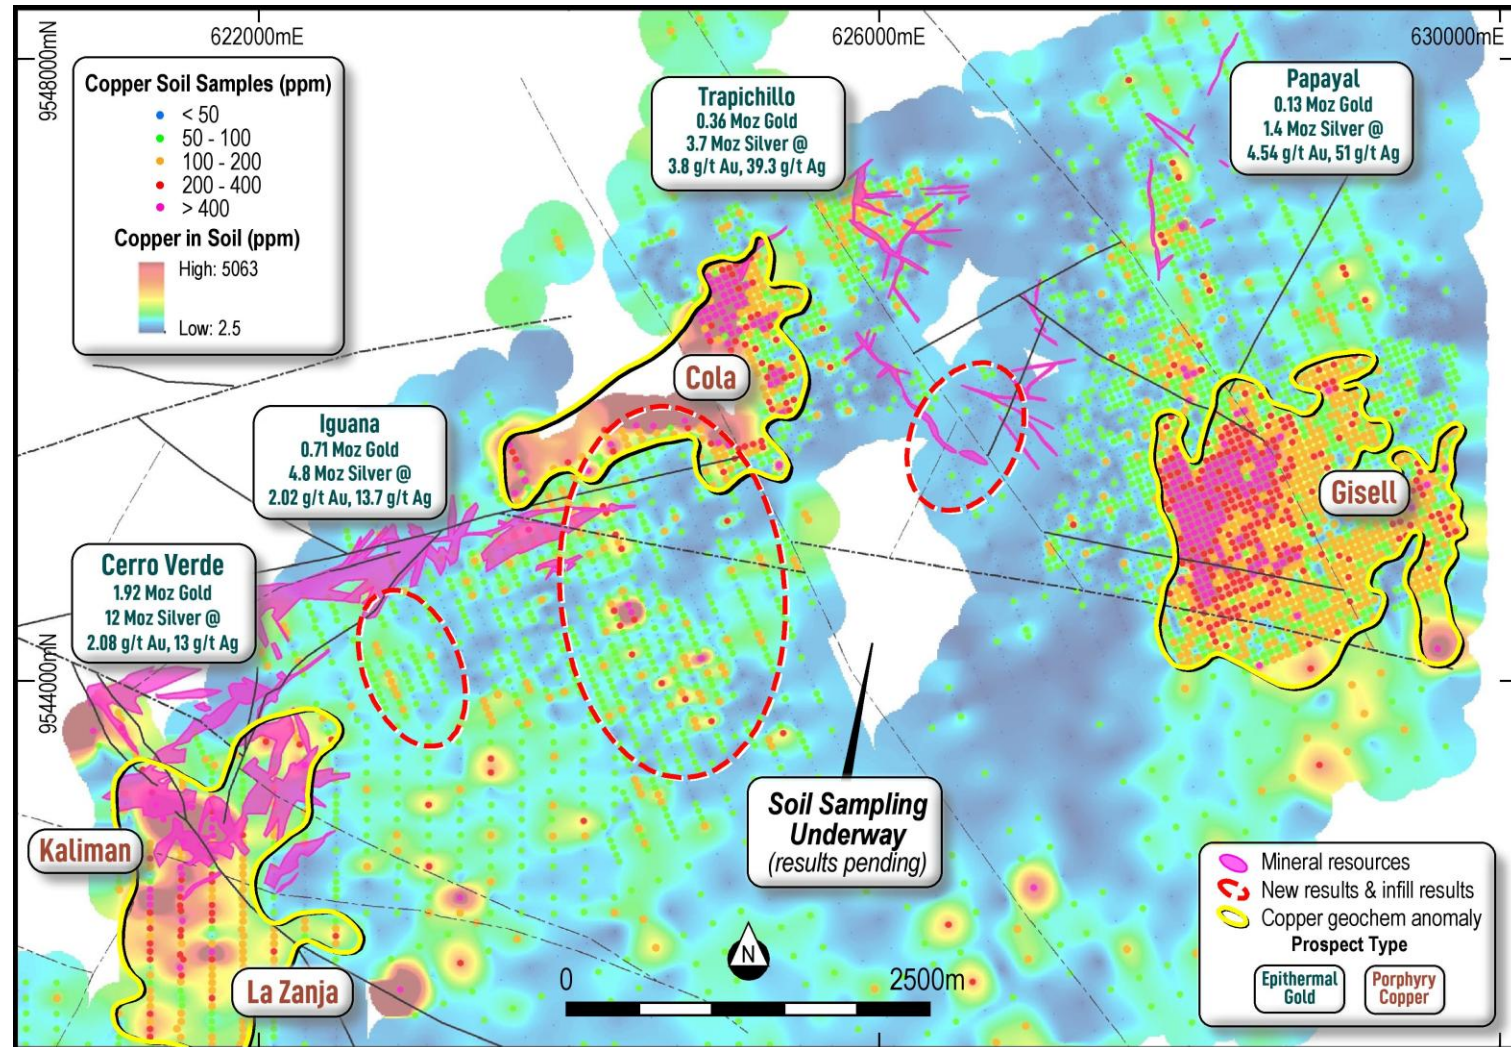 622000mE
626000mE
630000mE
9548000mN
9544000mN
Copper Soil Samples (ppm)
< 50
50 - 100
100 - 200
200 - 400
> 400
Copper in Soil (ppm)
High: 5063
Low: 2.5
Trapichillo
0.36 Moz Gold
3.7 Moz Silver @
3.8 g/t Au, 39.3 g/t Ag
Papayal
0.13 Moz Gold
1.4 Moz Silver @
4.54 g/t Au, 51 g/t Ag
Cola
Iguana
0.71 Moz Gold
4.8 Moz Silver @
2.02 g/t Au, 13.7 g/t Ag
Gisell
Cerro Verde
1.92 Moz Gold
12 Moz Silver @
2.08 g/t Au, 13 g/t Ag
Kaliman
La Zanja
Soil Sampling
Underway
(results pending)
N
0
2500m
Mineral resources
New results & infill results
Copper geochem anomaly
Prospect Type
Epithermal
Gold
Porphyry
Copper